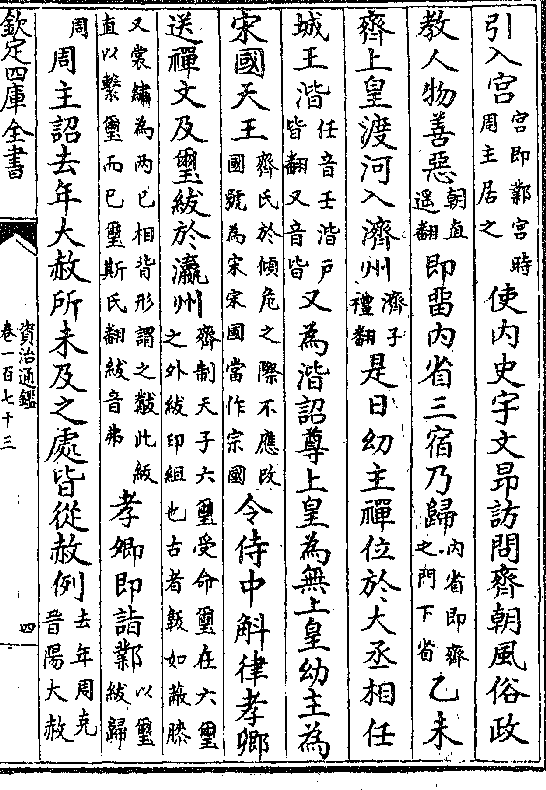 引入宫宫即鄴宫時周主居之使内史宇文昂訪問齊朝風俗政
教人物善惡朝直遥翻即留内省三宿乃歸内省即齊之門下省乙未
齊上皇渡河入濟州濟子禮翻是日幼主禪位於大丞相任
城王湝任音壬湝戶皆翻又音皆又為湝詔尊上皇為無上皇幼主為
宋國天王齊氏於傾危之際不應改國號為宋宋國當作宗國令侍中斛律孝卿
送禪文及璽紱於瀛州齊制天子六璽受命璽在六璽之外紱印組也古者韍如蔽膝
又裳繡為兩已相背形謂之黻此紱直以繫璽而已璽斯氏翻紱音弗孝卿即詣鄴以璽紱歸
周周主詔去年大赦所未及之處皆從赦例去年周克晉陽大赦
欽定四庫全書
資治通鑑
卷一百七十三
四